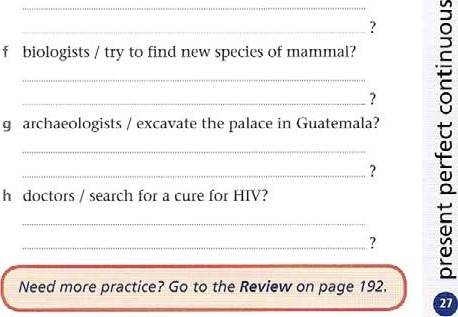 ?
f biologists / try to find new species of mammal?
?
g archaeologists / excavate the palace in Guatemala?
?
h doctors / search for a cure for HIV?
?
Need more practice? Go to the Review on page 192.
present perfect continuous
27